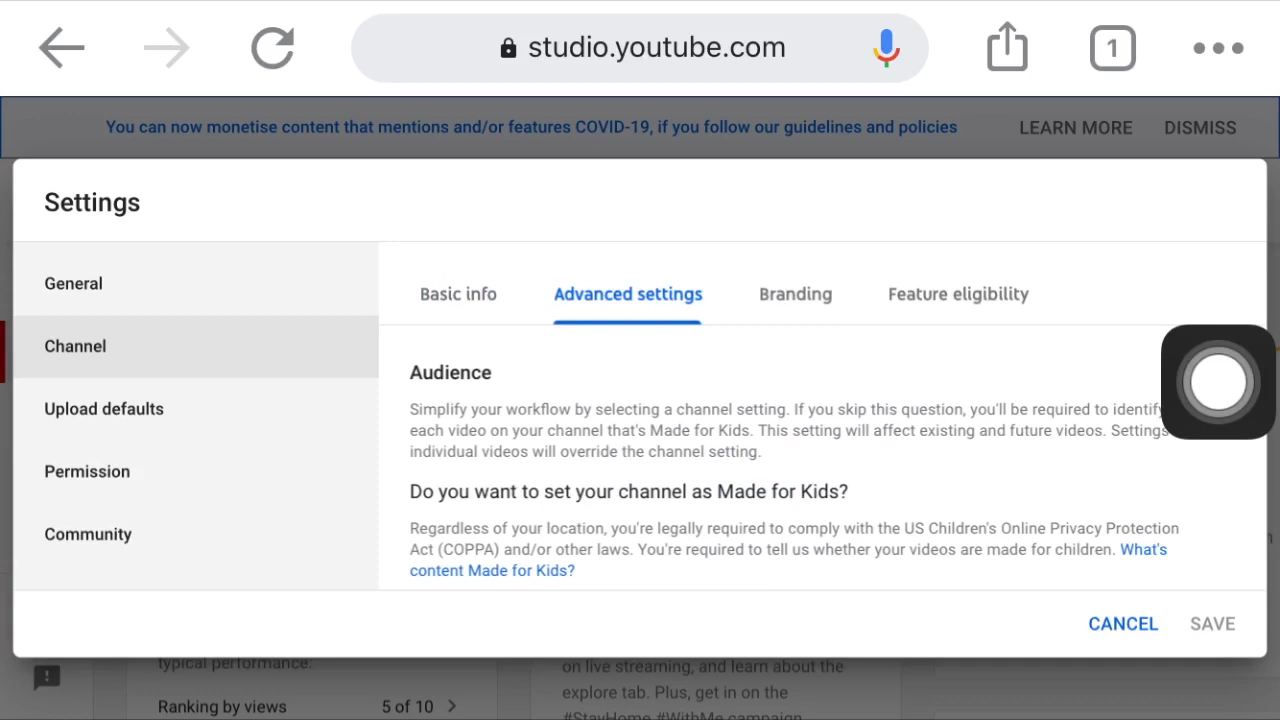 studio.youtube.com
1
You can now monetise content that mentions and/or features COVID-19, if you follow our guidelines and policies
LEARN MORE
DISMISS
Settings
General
Channel
Upload defaults
Permission
Community
Basic info
Advanced settings
Branding
Feature eligibility
Audience
Simplify your workflow by selecting a channel setting. If you skip this question, you'll be required to identify
each video on your channel that's Made for Kids. This setting will affect existing and future videos. Settings
individual videos will override the channel setting.
Do you want to set your channel as Made for Kids?
Regardless of your location, you're legally required to comply with the US Children's Online Privacy Protection
Act (COPPA) and/or other laws. You're required to tell us whether your videos are made for children. What's
content Made for Kids?
CANCEL
SAVE
typical performance:
Ranking by views
5 of 10
on live streaming, and learn about the
explore tab. Plus, get in on the
#StayHome #WithMe campaign